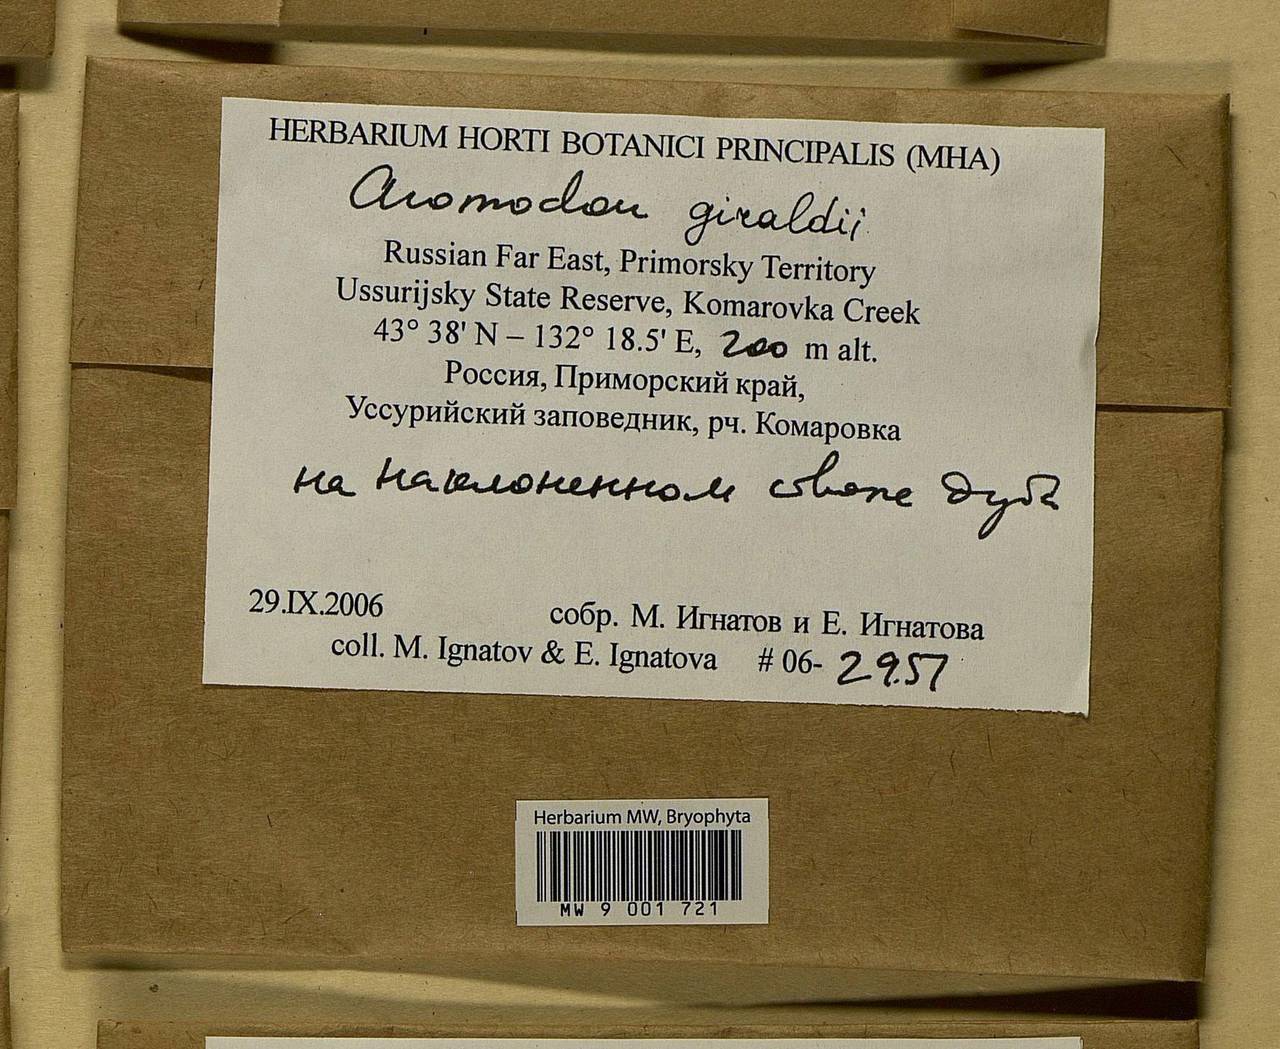 HERBARIUM HORTI BOTANICI PRINCIPALIS (MHA)
Anomodon giraldii
Russian Far East, Primorsky Territory
Ussurijsky State Reserve, Komarovka Creek
43° 38' N – 132° 18.5' E, 200 m alt.
Россия, Приморский край,
Уссурийский заповедник, рч. Комаровка
на наклоненном стволе дуба
29.IX.2006 собр. М. Игнатов и Е. Игнатова
coll. M. Ignatov & E. Ignatova # 06- 2957
Herbarium MW, Bryophyta
MW 9 001 721